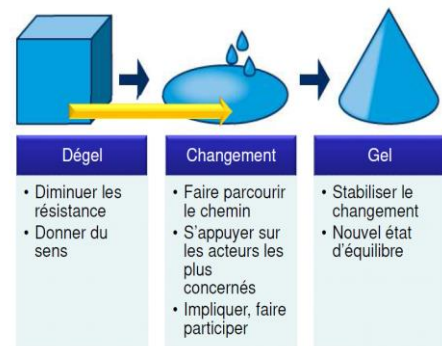 Dégel
• Diminuer les
résistance
• Donner du
sens
Changement
• Faire parcourir
le chemin
• S'appuyer sur
les acteurs les
plus
concernés
• Impliquer, faire
participer
Gel
• Stabiliser le
changement
• Nouvel état
d'équilibre